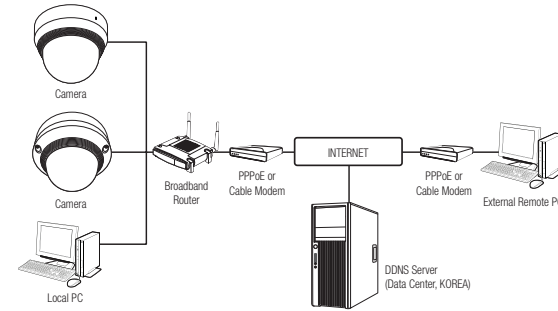 Camera
Camera
Local PC
Broadband
Router
PPPoE or
Cable Modem
INTERNET
PPPoE or
Cable Modem
External Remote P
DDNS Server
(Data Center, KOREA)